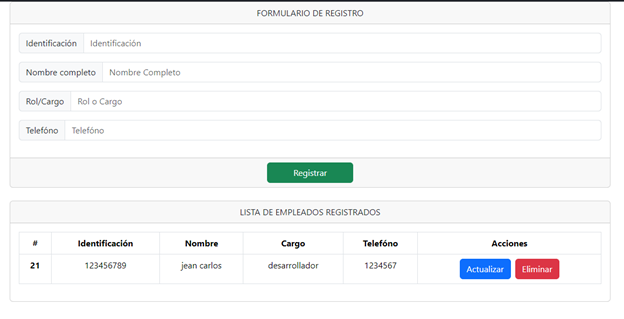 FORMULARIO DE REGISTRO
Identificación Identificación
Nombre completo Nombre Completo
Rol/Cargo Rol o Cargo
Telefóno Telefóno
Registrar
LISTA DE EMPLEADOS REGISTRADOS
# Identificación Nombre Cargo Telefóno Acciones
21 123456789 jean carlos desarrollador 1234567 Actualizar Eliminar